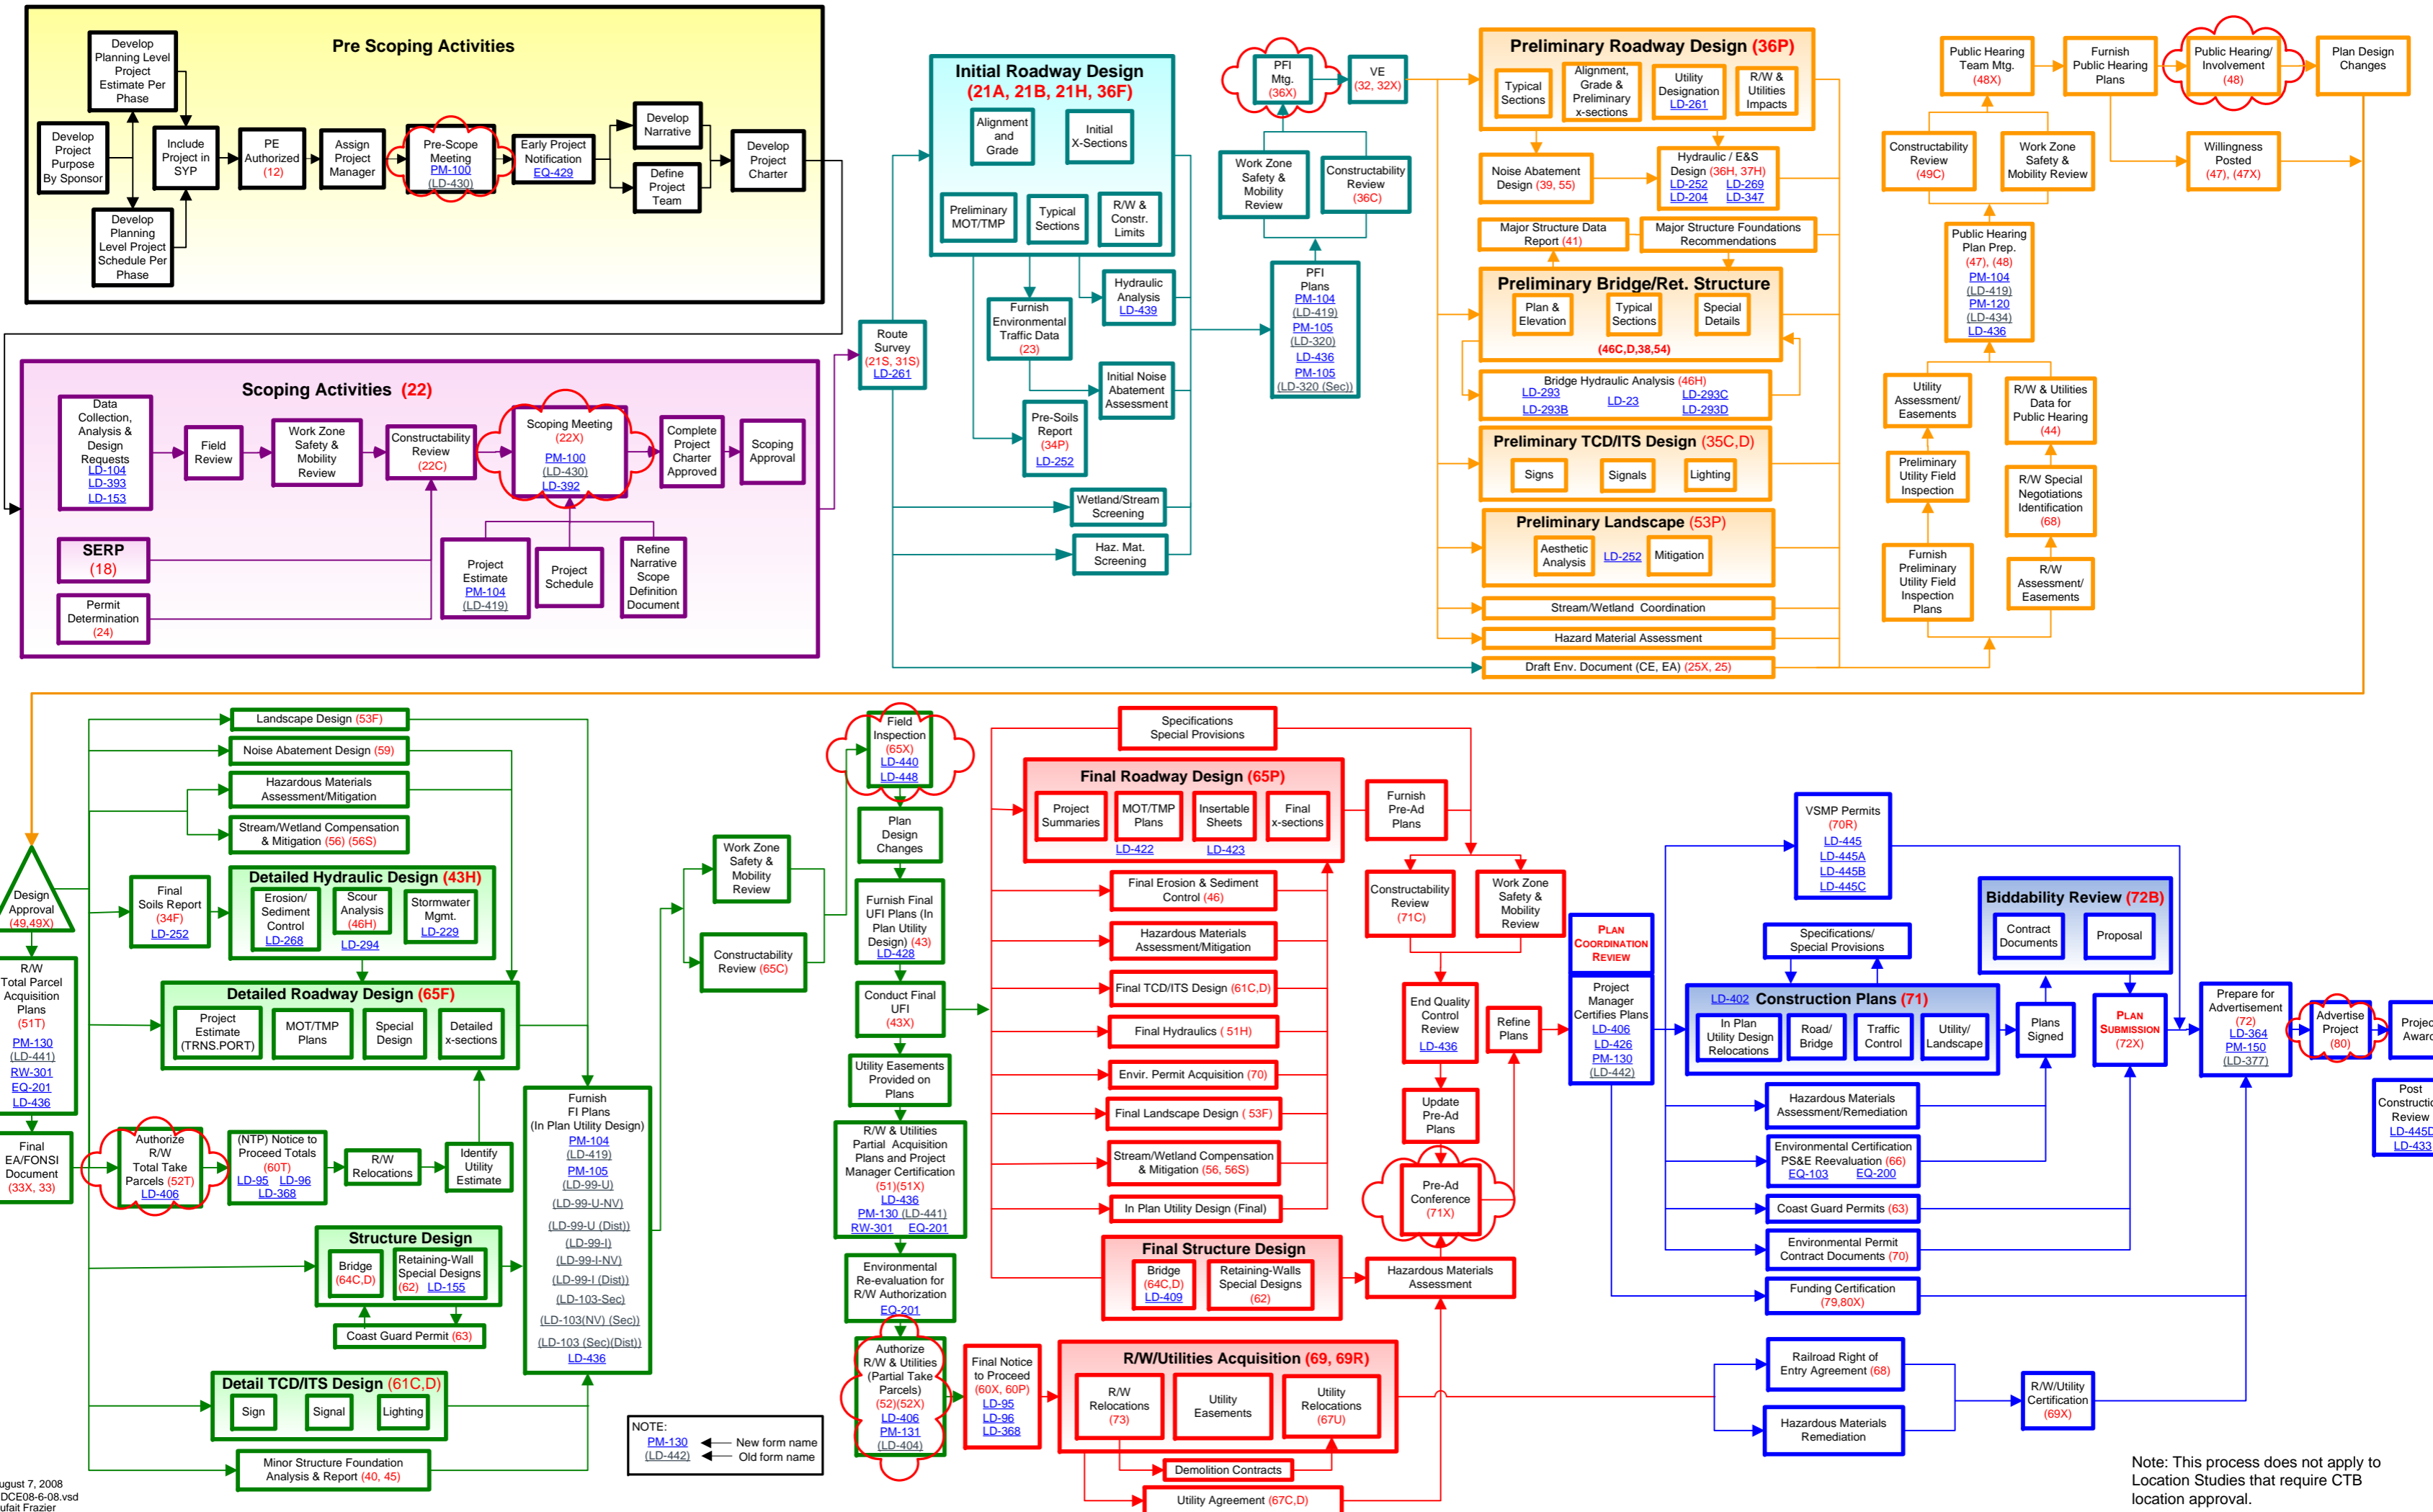 Pre Scoping Activities
Develop
Planning Level
Project
Estimate Per
Phase
Develop
Project
Purpose
By Sponsor
Develop
Planning
Level Project
Schedule Per
Phase
Include
Project in
SYP
PE
Authorized
(12)
Assign
Project
Manager
Pre-Scope
Meeting
PM-100
(LD-430)
Early Project
Notification
EQ-429
Develop
Narrative
Define
Project
Team
Develop
Project
Charter
Scoping Activities (22)
Data
Collection,
Analysis &
Design
Requests
LD-104
LD-393
LD-153
Field
Review
Work Zone
Safety &
Mobility
Review
Constructability
Review
(22C)
Scoping Meeting
(22X)
PM-100
(LD-430)
LD-392
Complete
Project
Charter
Approved
Scoping
Approval
SERP
(18)
Permit
Determination
(24)
Project
Estimate
PM-104
(LD-419)
Project
Schedule
Refine
Narrative
Scope
Definition
Document
Route
Survey
(21S, 31S)
LD-261
Initial Roadway Design
(21A, 21B, 21H, 36F)
Alignment
and
Grade
Initial
X-Sections
Preliminary
MOT/TMP
Typical
Sections
R/W &
Constr.
Limits
Furnish
Environmental
Traffic Data
(23)
Hydraulic
Analysis
LD-439
Initial Noise
Abatement
Assessment
Pre-Soils
Report
(34P)
LD-252
Wetland/Stream
Screening
Haz. Mat.
Screening
PFI
Mtg.
(36X)
VE
(32, 32X)
Work Zone
Safety &
Mobility
Review
Constructability
Review
(36C)
PFI
Plans
PM-104
(LD-419)
PM-105
(LD-320)
LD-436
PM-105
(LD-320 (Sec))
Preliminary Roadway Design (36P)
Typical
Sections
Alignment,
Grade &
Preliminary
x-sections
Utility
Designation
LD-261
R/W &
Utilities
Impacts
Noise Abatement
Design (39, 55)
Hydraulic / E&S
Design (36H, 37H)
LD-252 LD-269
LD-204 LD-347
Major Structure Data
Report (41)
Major Structure Foundations
Recommendations
Preliminary Bridge/Ret. Structure
Plan &
Elevation
Typical
Sections
Special
Details
(46C,D,38,54)
Bridge Hydraulic Analysis (46H)
LD-293 LD-23 LD-293C
LD-293B LD-293D
Preliminary TCD/ITS Design (35C,D)
Signs
Signals
Lighting
Preliminary Landscape (53P)
Aesthetic
Analysis
LD-252
Mitigation
Stream/Wetland Coordination
Hazard Material Assessment
Draft Env. Document (CE, EA) (25X, 25)
Public Hearing
Team Mtg.
(48X)
Furnish
Public Hearing
Plans
Public Hearing/
Involvement
(48)
Plan Design
Changes
Constructability
Review
(49C)
Work Zone
Safety &
Mobility Review
Willingness
Posted
(47), (47X)
Public Hearing
Plan Prep.
(47), (48)
PM-104
(LD-419)
PM-120
(LD-434)
LD-436
Utility
Assessment/
Easements
R/W & Utilities
Data for
Public Hearing
(44)
Preliminary
Utility Field
Inspection
R/W Special
Negotiations
Identification
(68)
Furnish
Preliminary
Utility Field
Inspection
Plans
R/W
Assessment/
Easements
Design
Approval
(49,49X)
R/W
Total Parcel
Acquisition
Plans
(51T)
PM-130
(LD-441)
RW-301
EQ-201
LD-436
Final
EA/FONSI
Document
(33X, 33)
Landscape Design (53F)
Noise Abatement Design (59)
Hazardous Materials
Assessment/Mitigation
Stream/Wetland Compensation
& Mitigation (56) (56S)
Final
Soils Report
(34F)
LD-252
Detailed Hydraulic Design (43H)
Erosion/
Sediment
Control
LD-268
Scour
Analysis
(46H)
LD-294
Stormwater
Mgmt.
LD-229
Detailed Roadway Design (65F)
Project
Estimate
(TRNS.PORT)
MOT/TMP
Plans
Special
Design
Detailed
x-sections
Authorize
R/W
Total Take
Parcels (52T)
LD-406
(NTP) Notice to
Proceed Totals
(60T)
LD-95 LD-96
LD-368
R/W
Relocations
Identify
Utility
Estimate
Structure Design
Bridge
(64C,D)
Retaining-Wall
Special Designs
(62) LD-155
Coast Guard Permit (63)
Detail TCD/ITS Design (61C,D)
Sign
Signal
Lighting
Minor Structure Foundation
Analysis & Report (40, 45)
Furnish
FI Plans
(In Plan Utility Design)
PM-104
(LD-419)
PM-105
(LD-99-U)
(LD-99-U-NV)
(LD-99-U (Dist))
(LD-99-I)
(LD-99-I-NV)
(LD-99-I (Dist))
(LD-103-Sec)
(LD-103(NV) (Sec))
(LD-103 (Sec)(Dist))
LD-436
Work Zone
Safety &
Mobility
Review
Constructability
Review (65C)
NOTE:
PM-130 New form name
(LD-442) Old form name
Field
Inspection
(65X)
LD-440
LD-448
Plan
Design
Changes
Furnish Final
UFI Plans (In
Plan Utility
Design) (43)
LD-428
Conduct Final
UFI
(43X)
Utility Easements
Provided on
Plans
R/W & Utilities
Partial Acquisition
Plans and Project
Manager Certification
(51)(51X)
LD-436
PM-130 (LD-441)
RW-301 EQ-201
Environmental
Re-evaluation for
R/W Authorization
EQ-201
Authorize
R/W & Utilities
(Partial Take
Parcels)
(52)(52X)
LD-406
PM-131
(LD-404)
Final Notice
to Proceed
(60X, 60P)
LD-95
LD-96
LD-368
Specifications
Special Provisions
Final Roadway Design (65P)
Project
Summaries
MOT/TMP
Plans
Insertable
Sheets
Final
x-sections
LD-422 LD-423
Furnish
Pre-Ad
Plans
Final Erosion & Sediment
Control (46)
Hazardous Materials
Assessment/Mitigation
Final TCD/ITS Design (61C,D)
Final Hydraulics ( 51H)
Envir. Permit Acquisition (70)
Final Landscape Design ( 53F)
Stream/Wetland Compensation
& Mitigation (56, 56S)
In Plan Utility Design (Final)
Final Structure Design
Bridge
(64C,D)
LD-409
Retaining-Walls
Special Designs
(62)
Hazardous Materials
Assessment
R/W/Utilities Acquisition (69, 69R)
R/W
Relocations
(73)
Utility
Easements
Utility
Relocations
(67U)
Demolition Contracts
Utility Agreement (67C,D)
Constructability
Review
(71C)
Work Zone
Safety &
Mobility
Review
End Quality
Control
Review
LD-436
Update
Pre-Ad
Plans
Pre-Ad
Conference
(71X)
Refine
Plans
PLAN
COORDINATION
REVIEW
Project
Manager
Certifies Plans
LD-406
LD-426
PM-130
(LD-442)
VSMP Permits
(70R)
LD-445
LD-445A
LD-445B
LD-445C
Specifications/
Special Provisions
LD-402 Construction Plans (71)
In Plan
Utility Design
Relocations
Road/
Bridge
Traffic
Control
Utility/
Landscape
Plans
Signed
Biddability Review (72B)
Contract
Documents
Proposal
PLAN
SUBMISSION
(72X)
Hazardous Materials
Assessment/Remediation
Environmental Certification
PS&E Reevaluation (66)
EQ-103 EQ-200
Coast Guard Permits (63)
Environmental Permit
Contract Documents (70)
Funding Certification
(79,80X)
Railroad Right of
Entry Agreement (68)
Hazardous Materials
Remediation
R/W/Utility
Certification
(69X)
Prepare for
Advertisement
(72)
LD-364
PM-150
(LD-377)
Advertise
Project
(80)
Project
Award
Post
Constructio
Review
LD-445D
LD-433
Note: This process does not apply to
Location Studies that require CTB
location approval.
ugust 7, 2008
DCE08-6-08.vsd
ufait Frazier